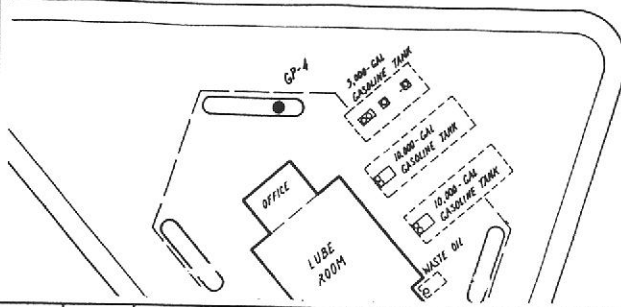 GP-4
5,000-GAL
GASOLINE TANK
10,000-GAL
GASOLINE TANK
10,000-GAL
GASOLINE TANK
OFFICE
LUBE
ROOM
WASTE OIL